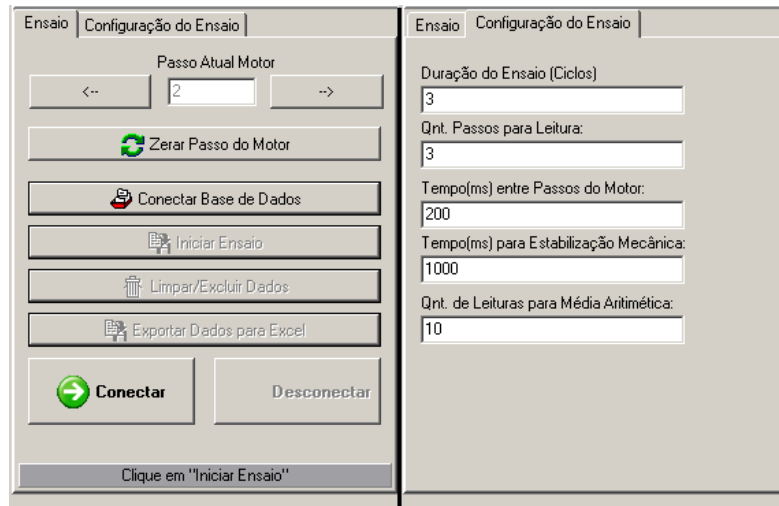 Ensaio Configuração do Ensaio
Passo Atual Motor
<-- 2 -->
Zerar Passo do Motor
Conectar Base de Dados
Iniciar Ensaio
Limpar/Excluir Dados
Exportar Dados para Excel
Conectar Desconectar
Clique em "Iniciar Ensaio"
Ensaio Configuração do Ensaio
Duração do Ensaio (Ciclos)
3
Qnt. Passos para Leitura:
3
Tempo(ms) entre Passos do Motor:
200
Tempo(ms) para Estabilização Mecânica:
1000
Qnt. de Leituras para Média Aritimética:
10